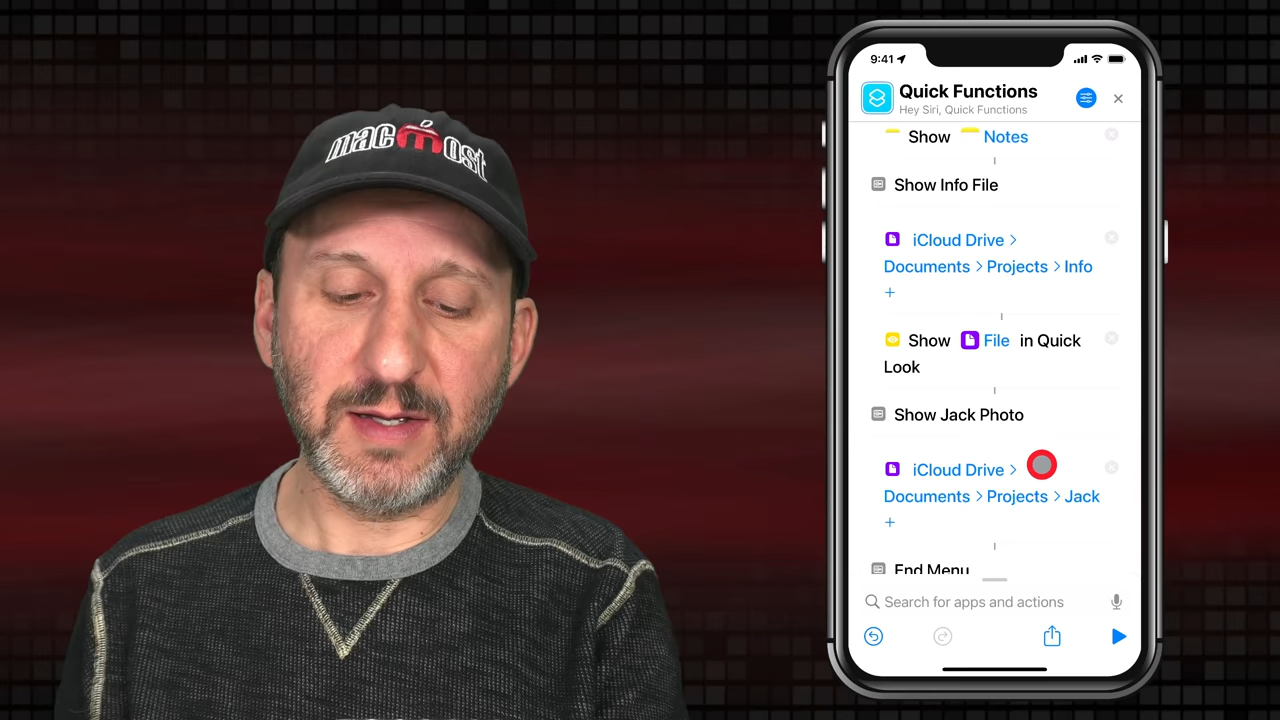 macmost
9:41
Quick Functions
Hey Siri, Quick Functions
Show Notes
Show Info File
iCloud Drive >
Documents > Projects > Info
+
Show File in Quick
Look
Show Jack Photo
iCloud Drive >
Documents > Projects > Jack
+
End Menu
Search for apps and actions